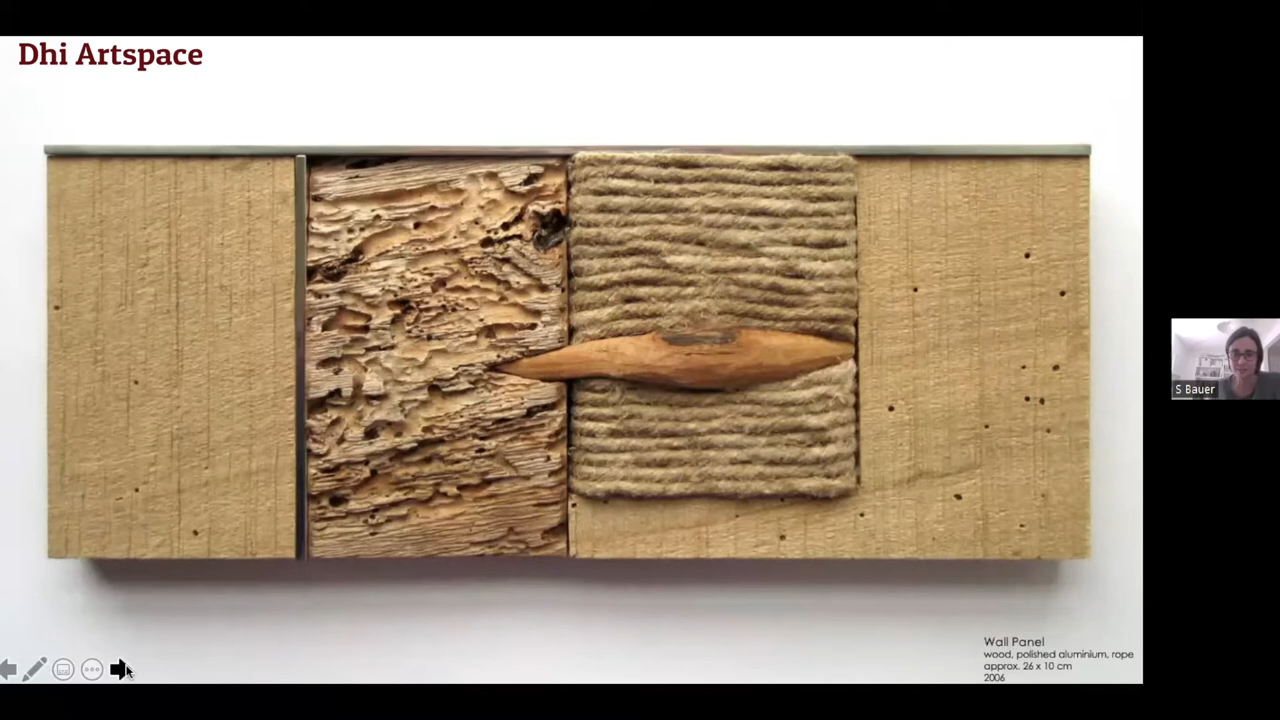 Dhi Artspace
S Bauer
Wall Panel
wood, polished aluminium, rope
approx. 26 x 10 cm
2006